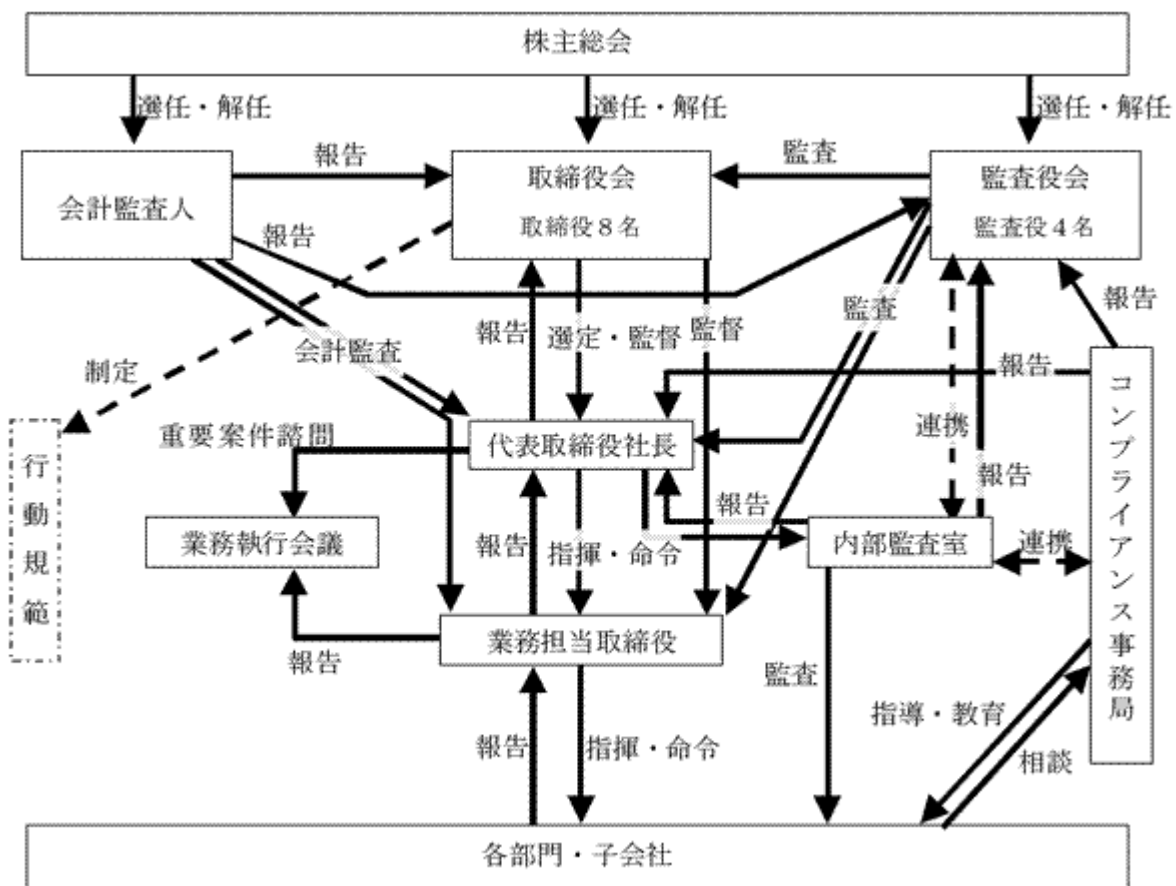 株主総会
選任・解任
選任・解任
選任・解任
会計監査人
報告
取締役会
取締役8名
監査
監査役会
監査役4名
報告
報告
制定
会計監査
報告
選定・監督
監督
監査
報告
連携
報告
コンプライアンス事務局
行動規範
重要案件諮問
代表取締役社長
業務執行会議
報告
指揮・命令
報告
内部監査室
連携
報告
業務担当取締役
監査
報告
指揮・命令
指導・教育
相談
各部門・子会社